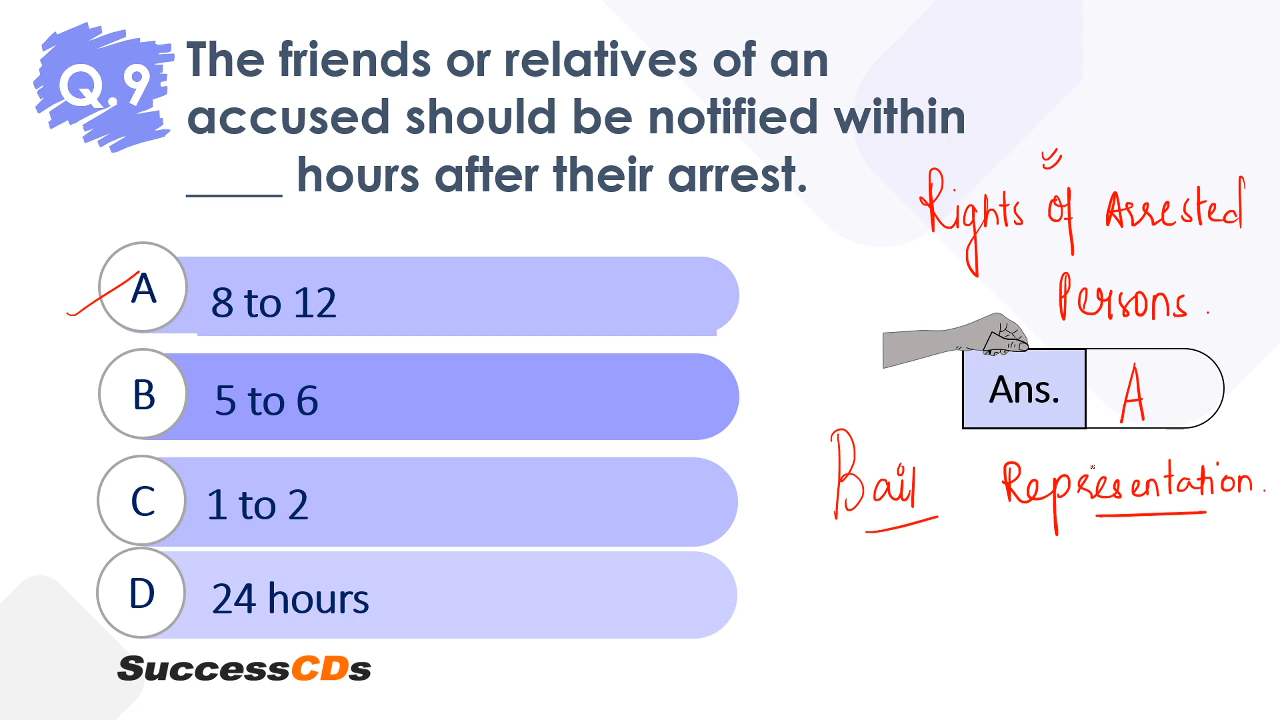 Q.9
The friends or relatives of an
accused should be notified within
____ hours after their arrest.
Rights of Arrested
Persons.
A 8 to 12
B 5 to 6
C 1 to 2
D 24 hours
Ans. A
Bail Representation.
SuccessCDs